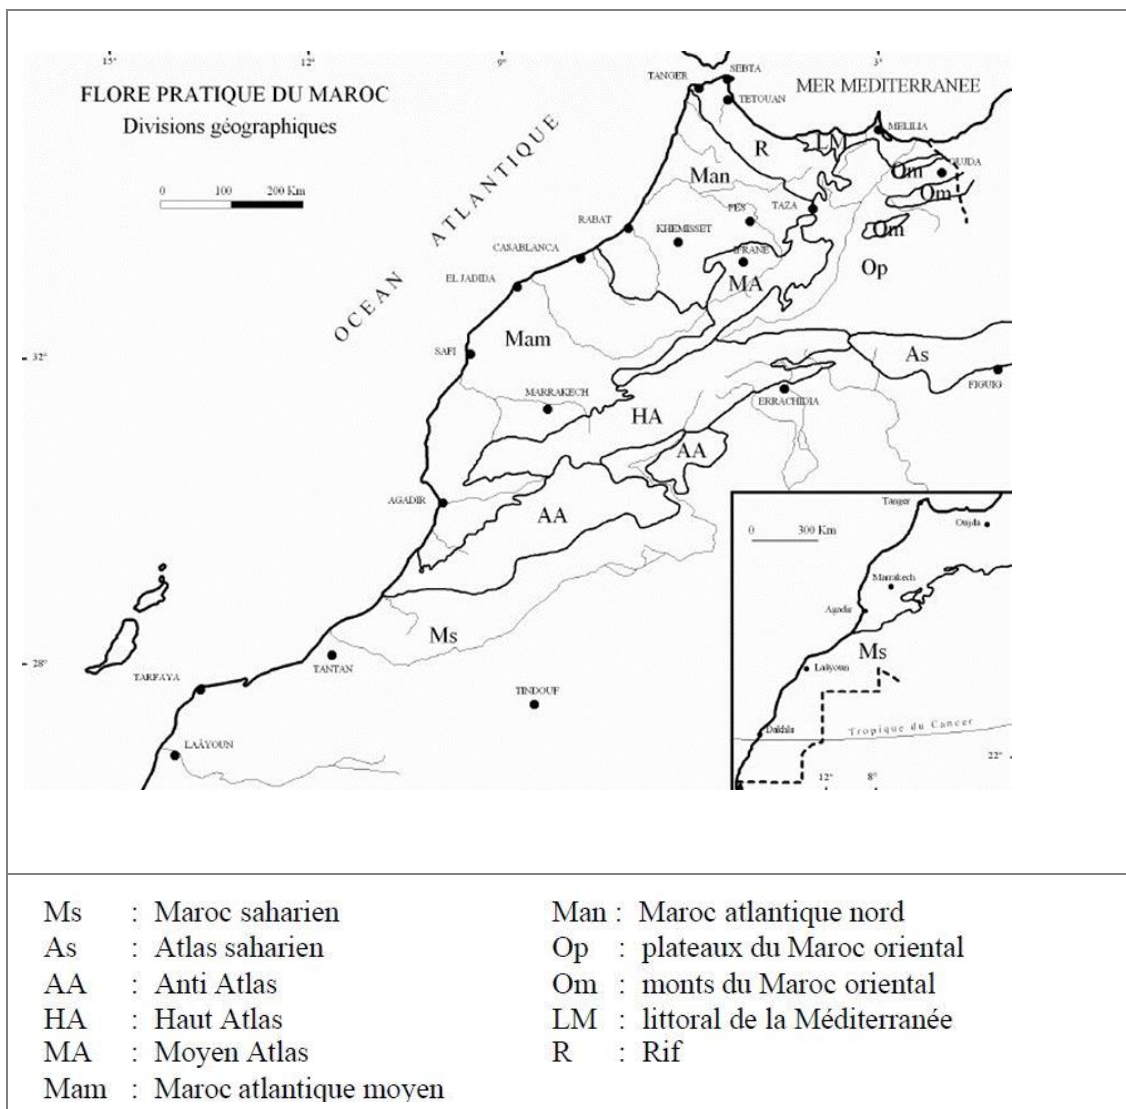 15°
12°
9°
3°
FLORE PRATIQUE DU MAROC
Divisions géographiques
0 100 200 Km
OCEAN ATLANTIQUE
MER MEDITERRANEE
TANGER
SEBTA
TETOUAN
MELILIA
OUJDA
R
LM
Om
Om
Om
Man
RABAT
KHEMISSET
FES
TAZA
CASABLANCA
IFRANE
EL JADIDA
MA
Op
Mam
32°
SAFI
As
FIGUIG
MARRAKECH
ERRACHIDIA
HA
AA
AGADIR
AA
Ms
28°
TANTAN
TARFAYA
TINDOUF
LAÂYOUN
Tanger
Oujda
0 300 Km
Marrakech
Agadir
Ms
Laâyoun
Dakhla
Tropique du Cancer
22°
12° 8°
Ms : Maroc saharien
As : Atlas saharien
AA : Anti Atlas
HA : Haut Atlas
MA : Moyen Atlas
Mam : Maroc atlantique moyen
Man : Maroc atlantique nord
Op : plateaux du Maroc oriental
Om : monts du Maroc oriental
LM : littoral de la Méditerranée
R : Rif